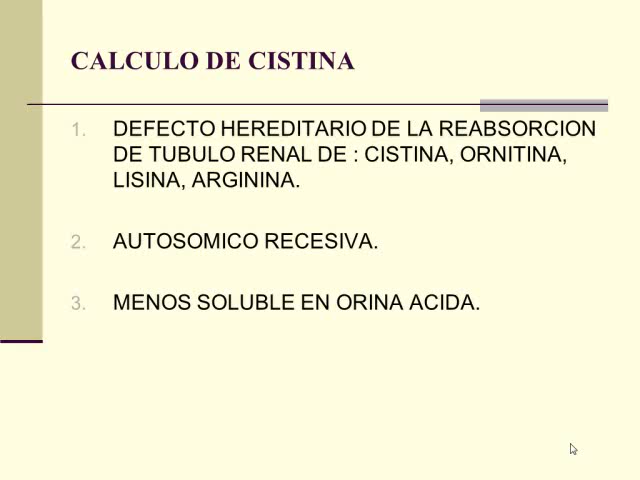 CALCULO DE CISTINA
1. DEFECTO HEREDITARIO DE LA REABSORCION
DE TUBULO RENAL DE : CISTINA, ORNITINA,
LISINA, ARGININA.
2. AUTOSOMICO RECESIVA.
3. MENOS SOLUBLE EN ORINA ACIDA.